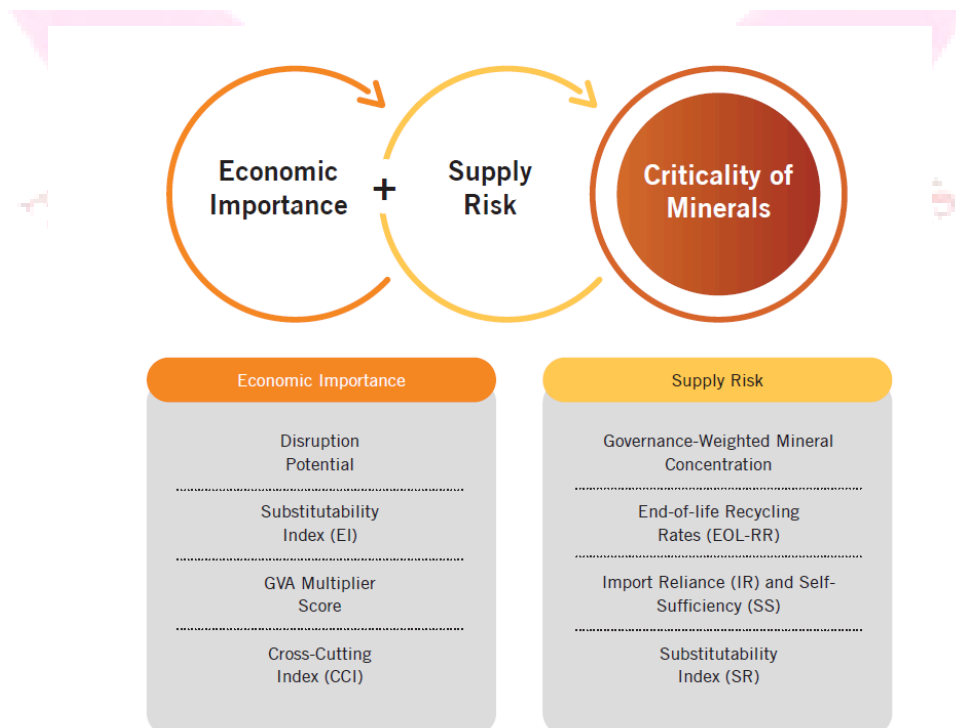 Economic
Importance
+
Supply
Risk
Criticality of
Minerals
Economic Importance
Disruption
Potential
Substitutability
Index (EI)
GVA Multiplier
Score
Cross-Cutting
Index (CCI)
Supply Risk
Governance-Weighted Mineral
Concentration
End-of-life Recycling
Rates (EOL-RR)
Import Reliance (IR) and Self-
Sufficiency (SS)
Substitutability
Index (SR)